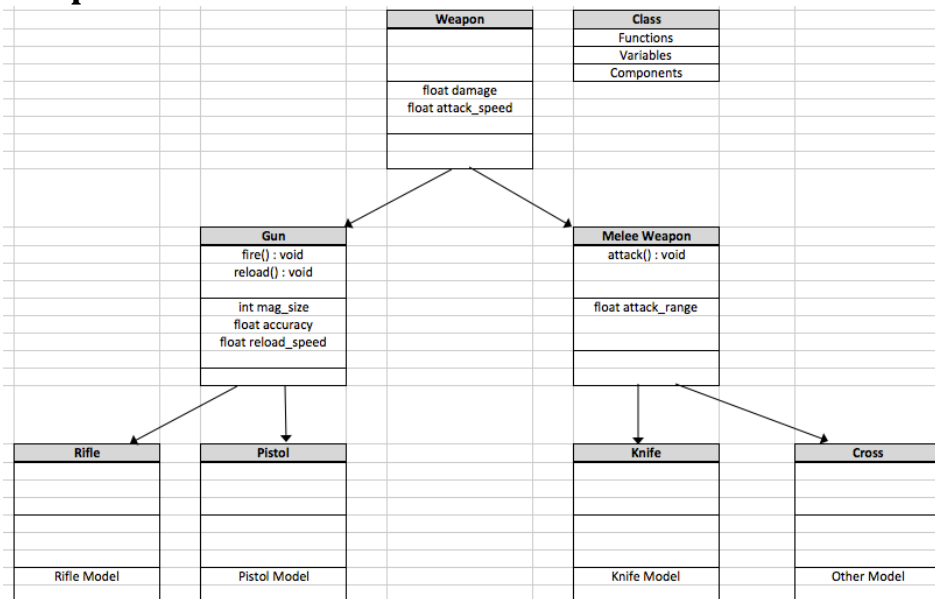 Weapon
float damage
float attack_speed
Class
Functions
Variables
Components
Gun
fire() : void
reload() : void
int mag_size
float accuracy
float reload_speed
Melee Weapon
attack() : void
float attack_range
Rifle
Rifle Model
Pistol
Pistol Model
Knife
Knife Model
Cross
Other Model